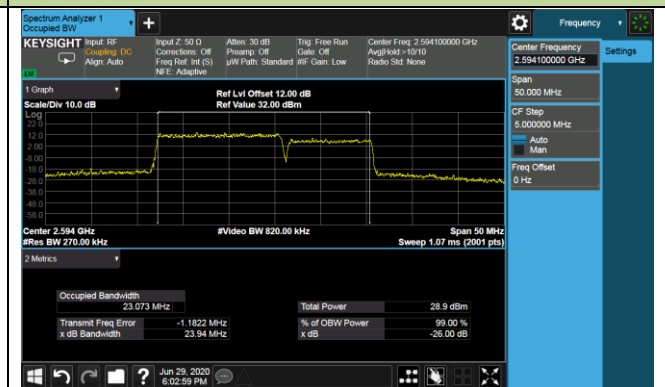 Spectrum Analyzer 1
Occupied BW
+
Frequency
KEYSIGHT
Input: RF
Coupling: DC
Align: Auto
Input Z: 50 Ω
Corrections: Off
Freq Ref: Int (S)
NFE: Adaptive
Atten: 30 dB
Preamp: Off
µW Path: Standard
Trig: Free Run
Gate: Off
#IF Gain: Low
Center Freq: 2.594100000 GHz
Avg|Hold:>10/10
Radio Std: None
Center Frequency
2.594100000 GHz
Settings
Span
50.000 MHz
CF Step
5.000000 MHz
Auto
Man
Freq Offset
0 Hz
1 Graph
Scale/Div 10.0 dB
Ref Lvl Offset 12.00 dB
Ref Value 32.00 dBm
Log
22.0
12.0
2.00
-8.00
-18.0
-28.0
-38.0
-48.0
-58.0
Center 2.594 GHz
#Res BW 270.00 kHz
#Video BW 820.00 kHz
Span 50 MHz
Sweep 1.07 ms (2001 pts)
2 Metrics
Occupied Bandwidth
23.073 MHz
Total Power 28.9 dBm
Transmit Freq Error -1.1822 MHz
% of OBW Power 99.00 %
x dB Bandwidth 23.94 MHz
x dB -26.00 dB
?
Jun 29, 2020
6:02:59 PM